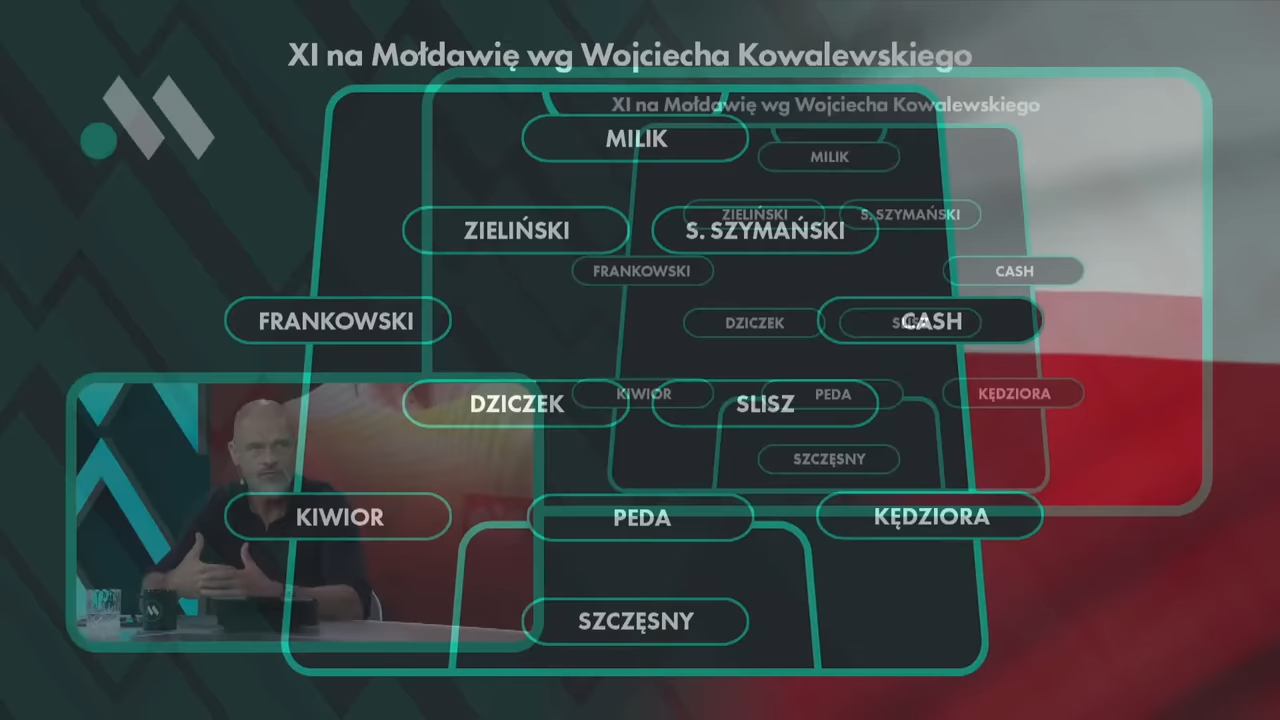 XI na Mołdawię wg Wojciecha Kowalewskiego
MILIK
ZIELIŃSKI S. SZYMAŃSKI
FRANKOWSKI CASH
DZICZEK SLISZ
KIWIOR PEDA KĘDZIORA
SZCZĘSNY
XI na Mołdawię wg Wojciecha Kowalewskiego
MILIK
ZIELIŃSKI S. SZYMAŃSKI
FRANKOWSKI CASH
DZICZEK
KIWIOR PEDA KĘDZIORA
SZCZĘSNY